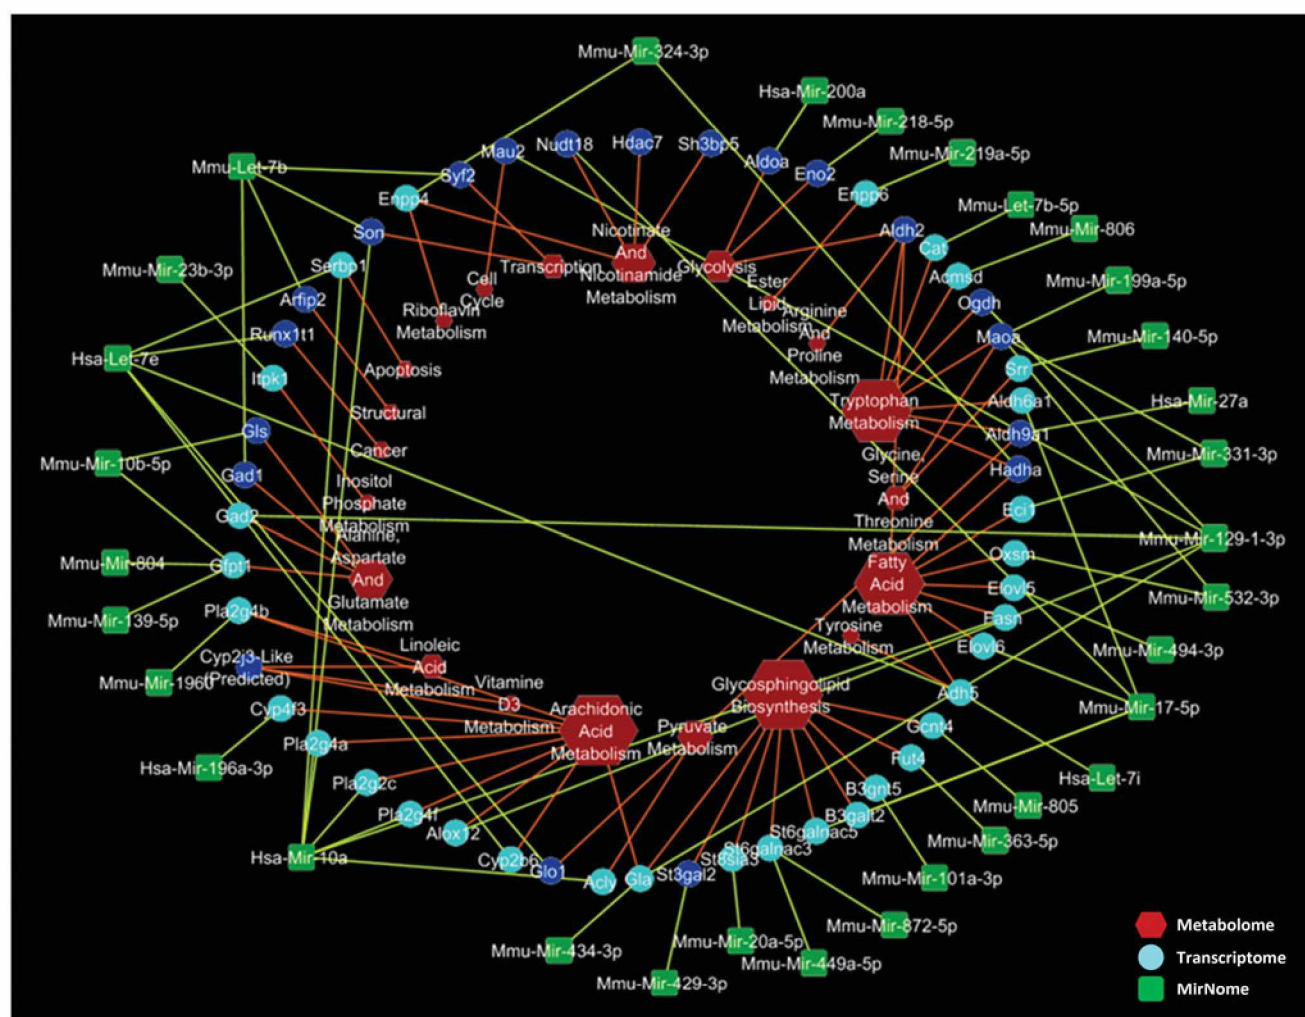 Mmu-Mir-324-3p
Hsa-Mir-200a
Mmu-Mir-218-5p
Mmu-Mir-219a-5p
Mmu-Let-7b
Mau2
Nudt18
Hdac7
Sh3bp5
Aldoa
Eno2
Enpp6
Syf2
Enpp4
Mmu-Let-7b-5p
Mmu-Mir-806
Son
Aldh2
Cat
Acmsd
Nicotinate
And
Nicotinamide
Metabolism
Transcription
Glycolysis
Mmu-Mir-23b-3p
Serbp1
Arfip2
Cell
Cycle
Riboflavin
Metabolism
Ester
Lipid
Metabolism
Arginine
And
Proline
Metabolism
Ogdh
Mmu-Mir-199a-5p
Runx1t1
Maoa
Mmu-Mir-140-5p
Hsa-Let-7e
Itpk1
Apoptosis
Srr
Structural
Tryptophan
Metabolism
Aldh6a1
Hsa-Mir-27a
Gls
Cancer
Aldh9a1
Mmu-Mir-331-3p
Mmu-Mir-10b-5p
Gad1
Inositol
Phosphate
Metabolism
Glycine,
Serine
And
Threonine
Metabolism
Hadha
Gad2
Eci1
Mmu-Mir-129-1-3p
Alanine,
Aspartate
And
Glutamate
Metabolism
Mmu-Mir-804
Gfpt1
Fatty
Acid
Metabolism
Oxsm
Elovl5
Mmu-Mir-532-3p
Mmu-Mir-139-5p
Pla2g4b
Fasn
Tyrosine
Metabolism
Elovl6
Mmu-Mir-494-3p
Cyp2j3-Like
(Predicted)
Linoleic
Acid
Metabolism
Mmu-Mir-1960
Vitamine
D3
Metabolism
Glycosphingolipid
Biosynthesis
Adh5
Mmu-Mir-17-5p
Cyp4f3
Arachidonic
Acid
Metabolism
Pyruvate
Metabolism
Gcnt4
Pla2g4a
Fut4
Hsa-Mir-196a-3p
Pla2g2c
B3gnt5
Hsa-Let-7i
Pla2g4f
B3galt2
Mmu-Mir-805
Alox12
St6galnac5
Mmu-Mir-363-5p
Hsa-Mir-10a
Cyp2b6
Glo1
Acly
Gla
St3gal2
St8sia3
St6galnac3
Mmu-Mir-101a-3p
Mmu-Mir-872-5p
Mmu-Mir-434-3p
Mmu-Mir-20a-5p
Mmu-Mir-449a-5p
Mmu-Mir-429-3p
Metabolome
Transcriptome
MirNome